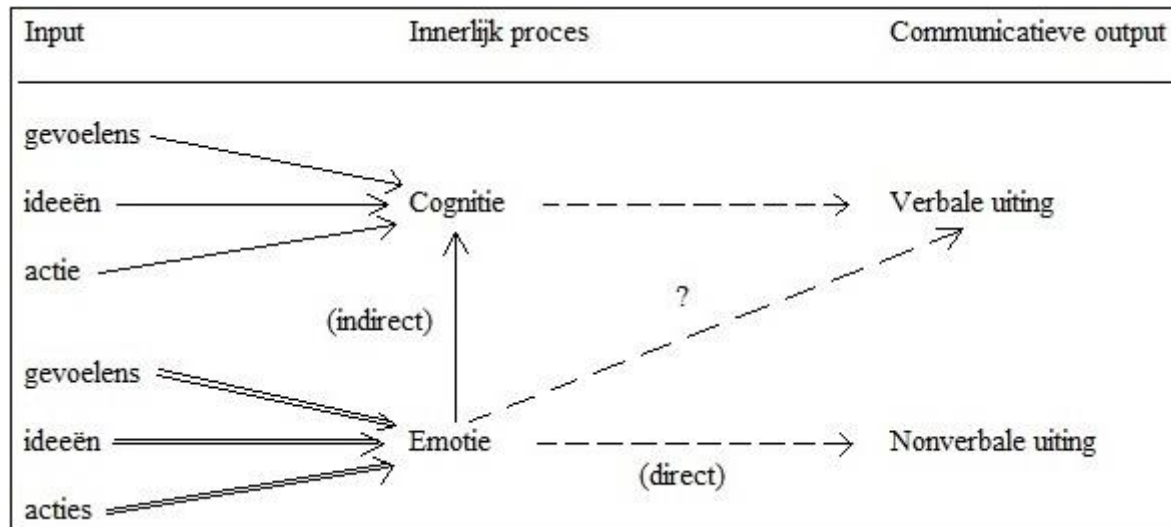 Input Innerlijk proces Communicatieve output
gevoelens
ideeën Cognitie Verbale uiting
actie
?
(indirect)
gevoelens
ideeën Emotie Nonverbale uiting
(direct)
acties